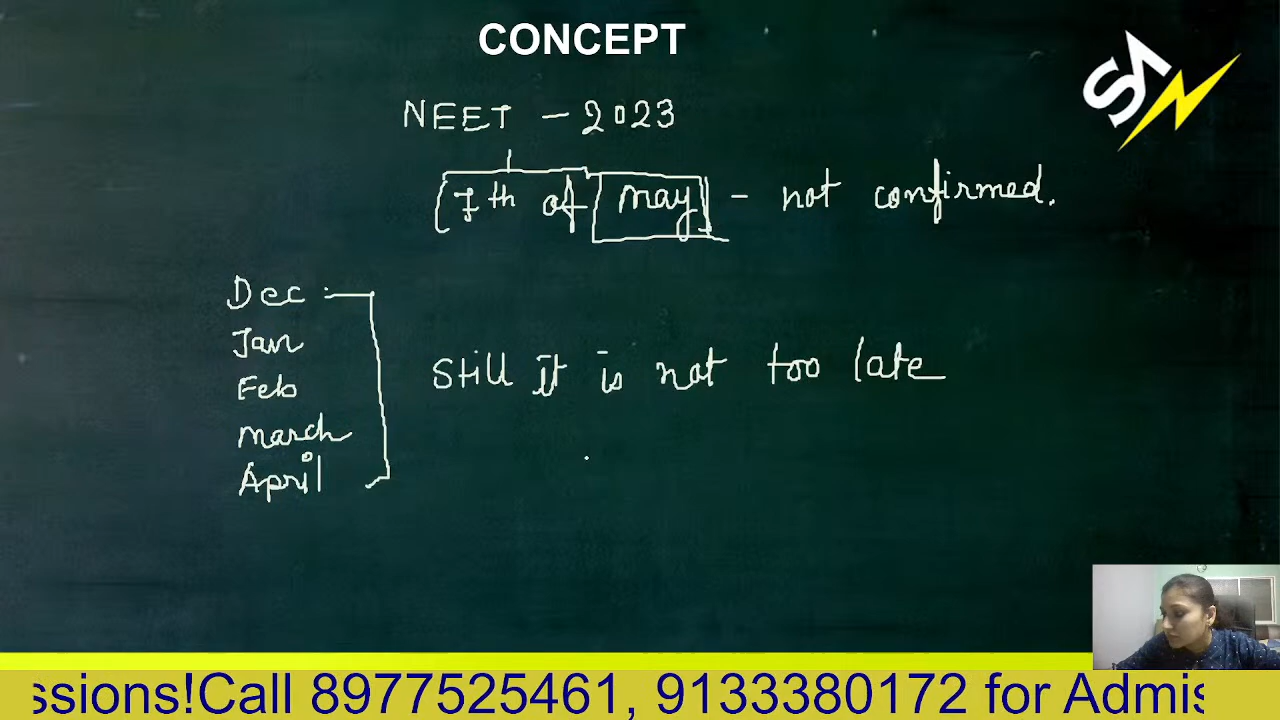 CONCEPT
SAN
NEET - 2023
7th of may - not confirmed.
Dec
Jan
Feb
March
April
Still it is not too late
ssions!Call 8977525461, 9133380172 for Admis